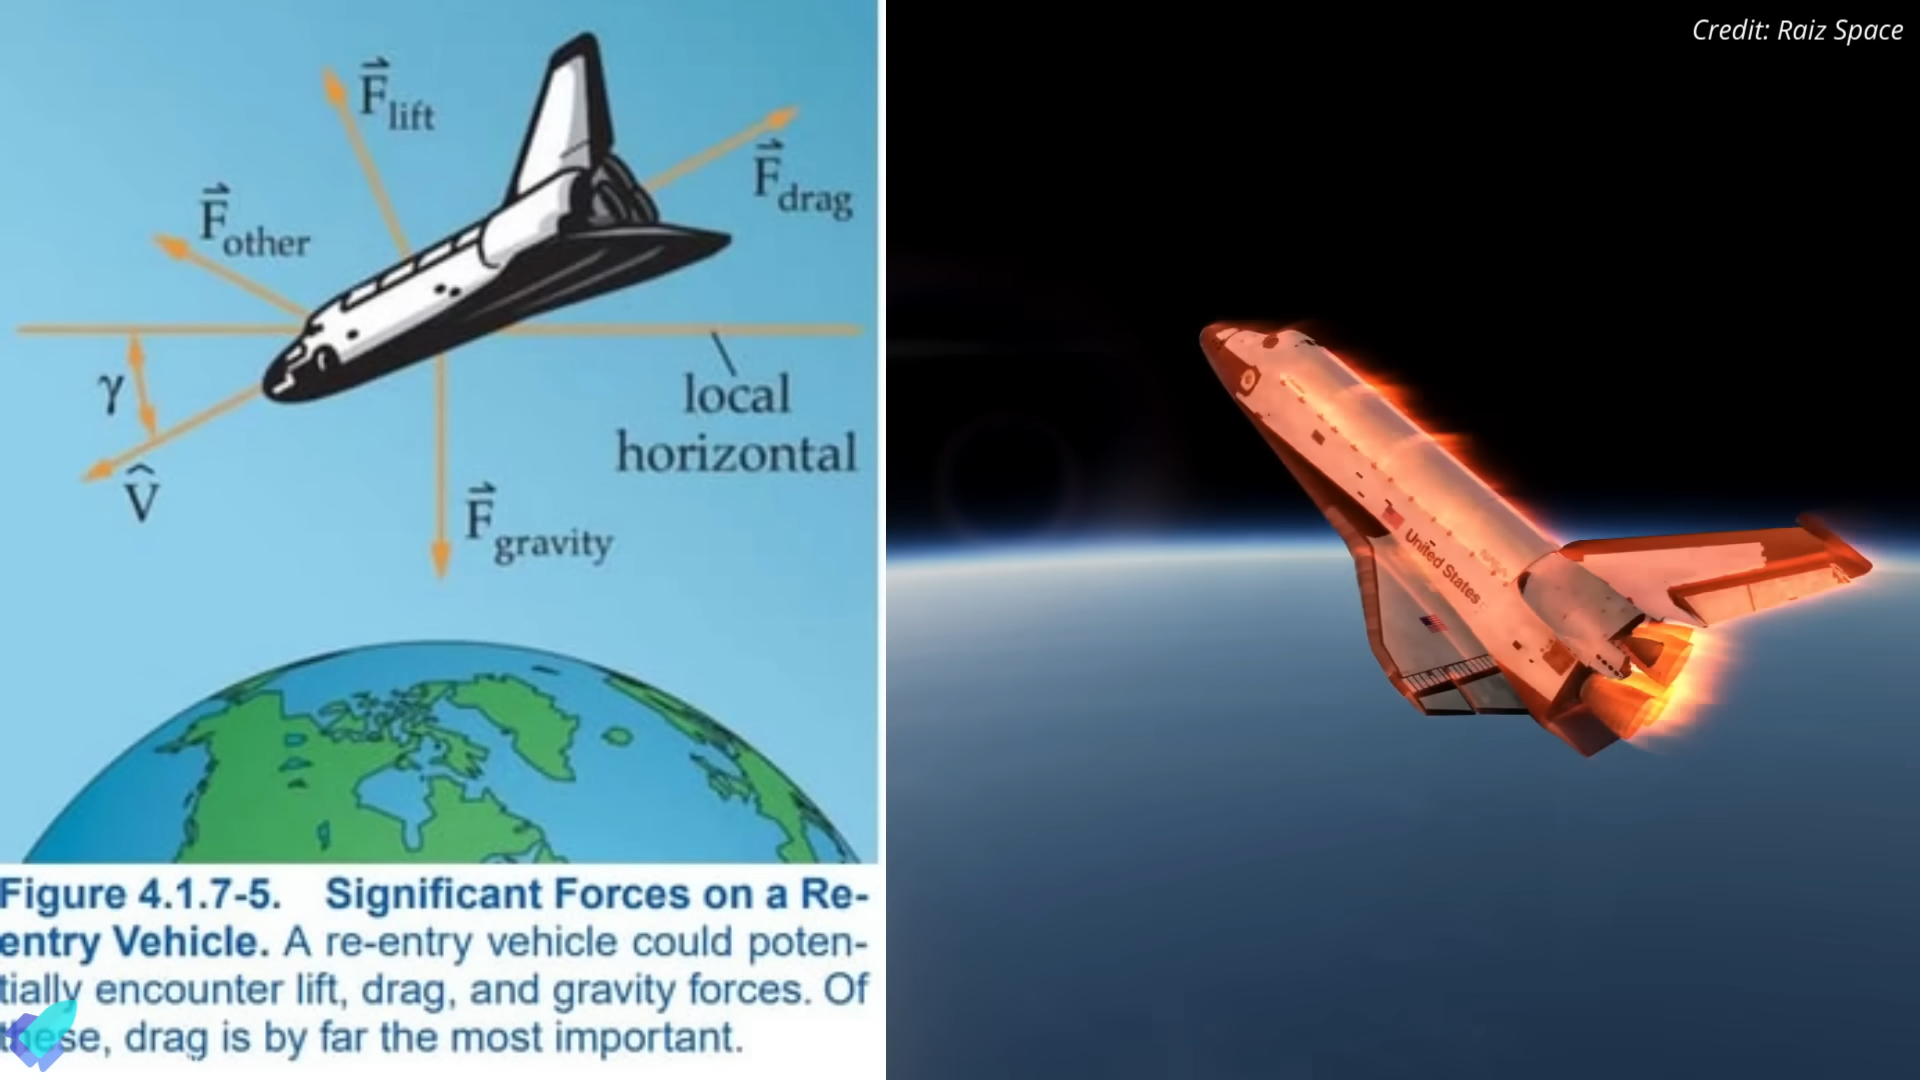 Credit: Raiz Space
F lift
F drag
F other
γ
local
horizontal
V̂
F gravity
Figure 4.1.7-5. Significant Forces on a Re-
entry Vehicle. A re-entry vehicle could poten-
tially encounter lift, drag, and gravity forces. Of
these, drag is by far the most important.
United States